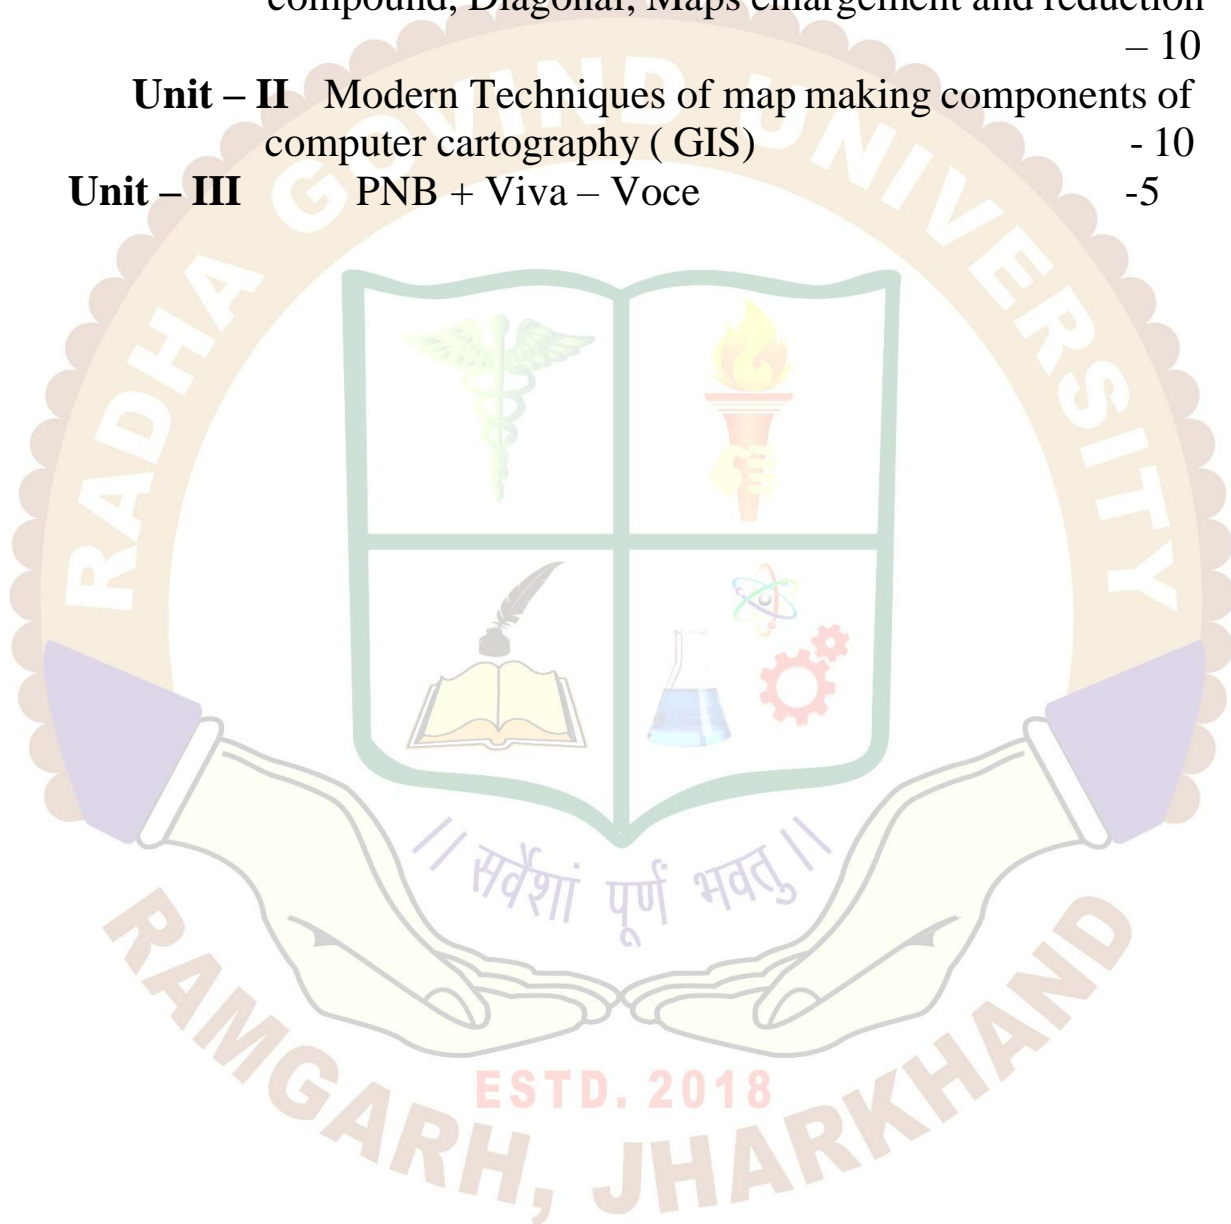 compound, Diagonal, Maps enlargement and reduction
– 10
Unit – II Modern Techniques of map making components of
computer cartography ( GIS) - 10
Unit – III PNB + Viva – Voce -5
RADHA GOVIND UNIVERSITY
|| सर्वेशां पूर्ण भवतु ||
ESTD. 2018
RAMGARH, JHARKHAND